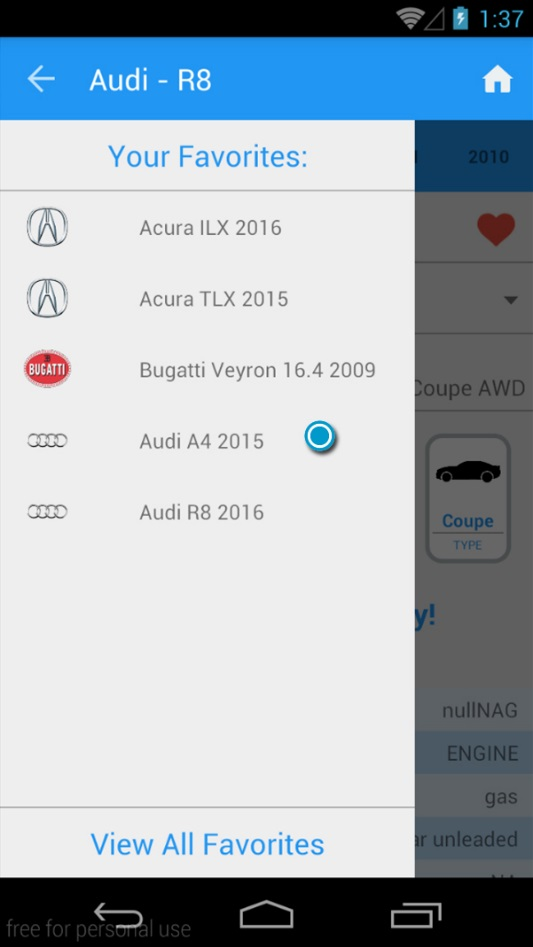 1:37
Audi - R8
Your Favorites:
2010
Acura ILX 2016
Acura TLX 2015
BUGATTI Bugatti Veyron 16.4 2009
Coupe AWD
Audi A4 2015
Audi R8 2016
Coupe
TYPE
y!
nullNAG
ENGINE
gas
ar unleaded
View All Favorites
free for personal use